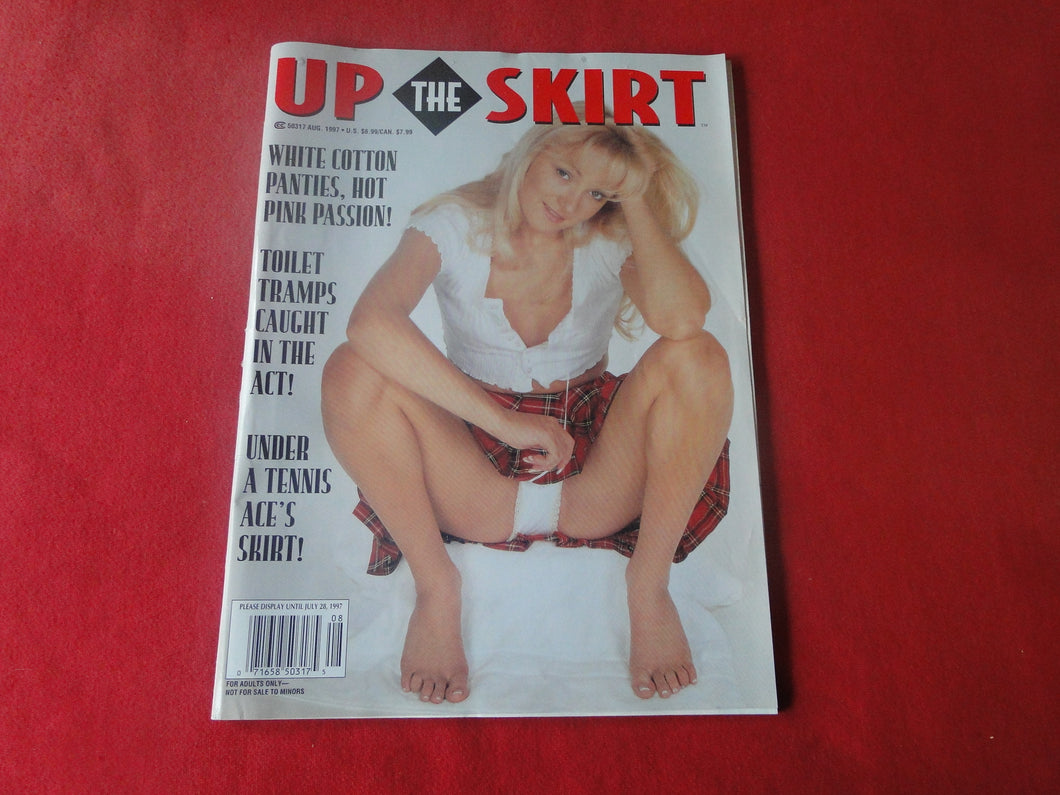 UP THE SKIRT
TM
CC 50317 AUG. 1997 • U.S. $6.99/CAN. $7.99
WHITE COTTON
PANTIES, HOT
PINK PASSION!
TOILET
TRAMPS
CAUGHT
IN THE
ACT!
UNDER
A TENNIS
ACE'S
SKIRT!
PLEASE DISPLAY UNTIL JULY 28, 1997
08
0 71658 50317 5
FOR ADULTS ONLY—
NOT FOR SALE TO MINORS